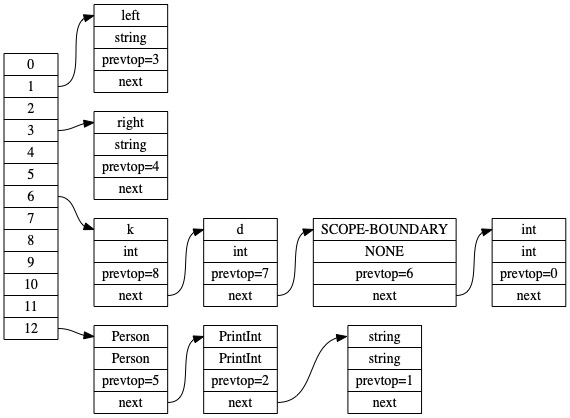 0
1
2
3
4
5
6
7
8
9
10
11
12
left
string
prevtop=3
next
right
string
prevtop=4
next
k
int
prevtop=8
next
d
int
prevtop=7
next
SCOPE-BOUNDARY
NONE
prevtop=6
next
int
int
prevtop=0
next
Person
Person
prevtop=5
next
PrintInt
PrintInt
prevtop=2
next
string
string
prevtop=1
next